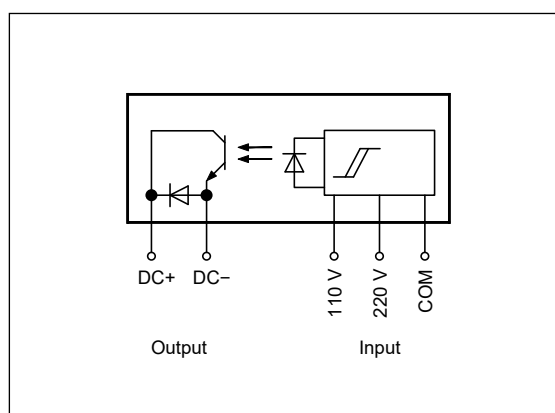 DC+ DC−
110 V
220 V
COM
Output
Input